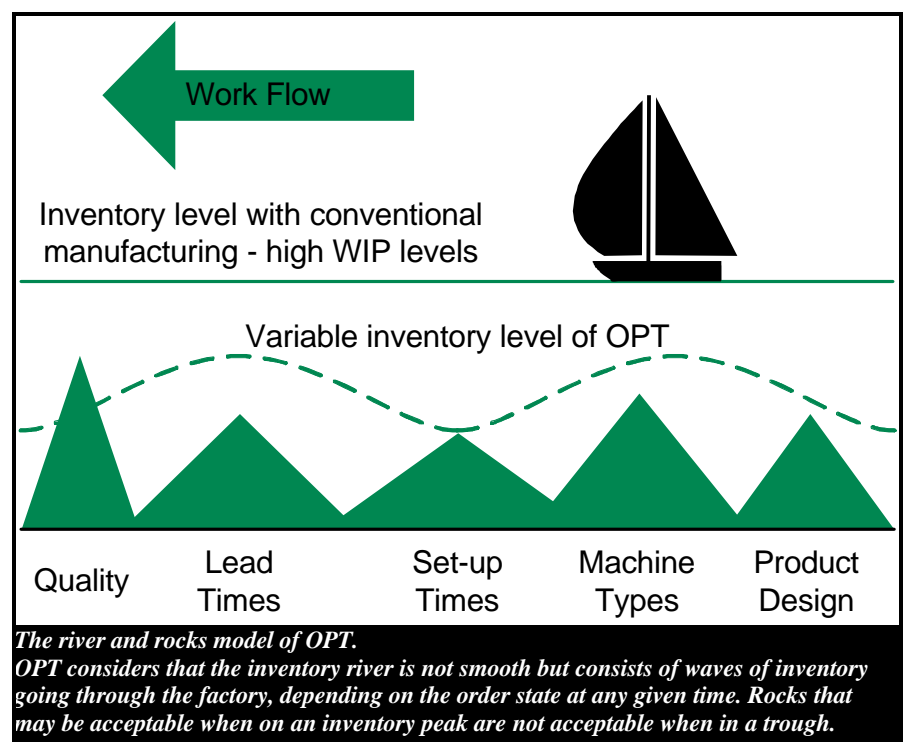 Work Flow
Inventory level with conventional
manufacturing - high WIP levels
Variable inventory level of OPT
Quality
Lead
Times
Set-up
Times
Machine
Types
Product
Design
The river and rocks model of OPT.
OPT considers that the inventory river is not smooth but consists of waves of inventory
going through the factory, depending on the order state at any given time. Rocks that
may be acceptable when on an inventory peak are not acceptable when in a trough.